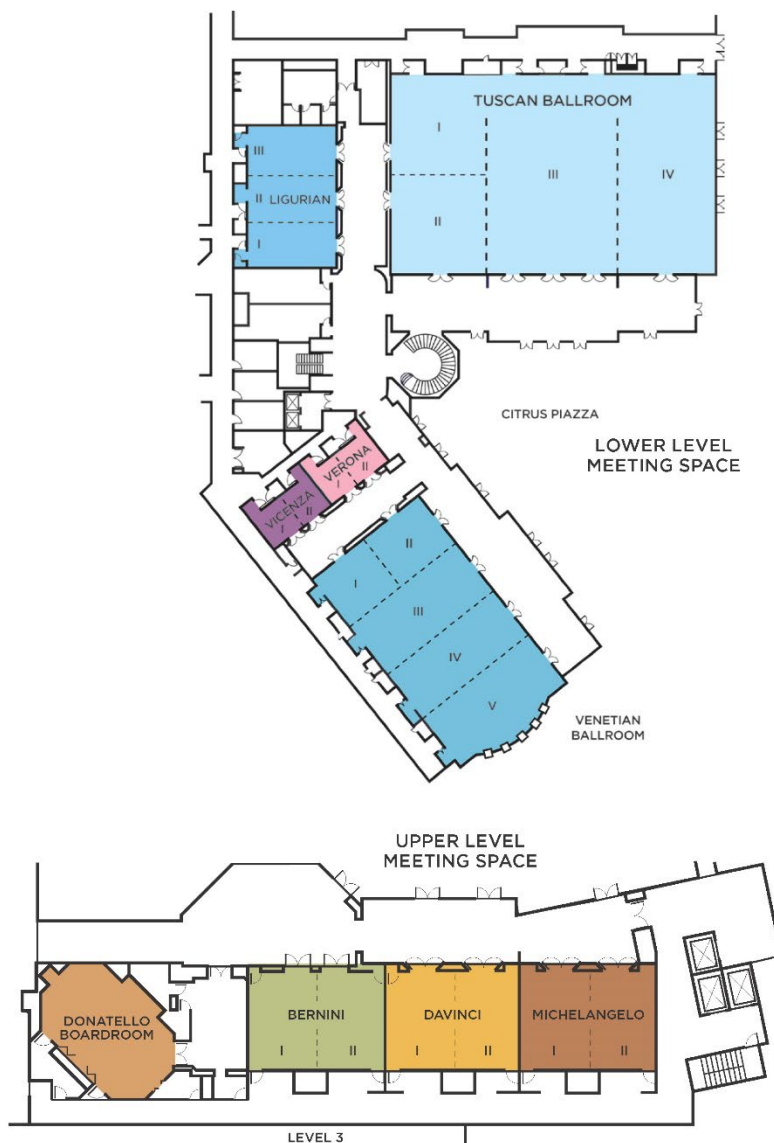 TUSCAN BALLROOM
I
III
IV
II
III
II LIGURIAN
I
CITRUS PIAZZA
LOWER LEVEL
MEETING SPACE
VERONA
I II
VICENZA
I II
II
I
III
IV
V
VENETIAN
BALLROOM
UPPER LEVEL
MEETING SPACE
DONATELLO
BOARDROOM
BERNINI
I II
DAVINCI
I II
MICHELANGELO
I II
LEVEL 3